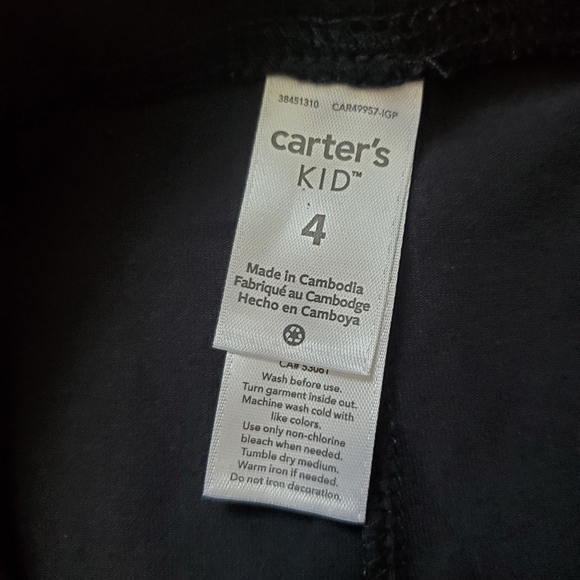 38451310 CAR49957-IGP
carter's
KID™
4
Made in Cambodia
Fabriqué au Cambodge
Hecho en Camboya
CA# 53061
Wash before use.
Turn garment inside out.
Machine wash cold with
like colors.
Use only non-chlorine
bleach when needed.
Tumble dry medium.
Warm iron if needed.
Do not iron decoration.